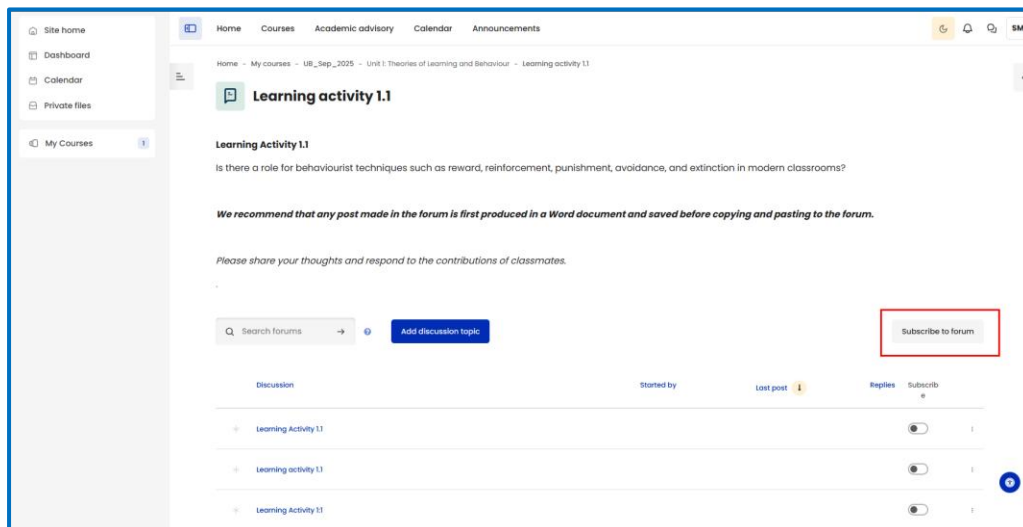 Site home
Dashboard
Calendar
Private files
My Courses 1
Home Courses Academic advisory Calendar Announcements SM
Home - My courses - UB_Sep_2025 - Unit 1: Theories of Learning and Behaviour - Learning activity 1.1
Learning activity 1.1
Learning Activity 1.1
Is there a role for behaviourist techniques such as reward, reinforcement, punishment, avoidance, and extinction in modern classrooms?
We recommend that any post made in the forum is first produced in a Word document and saved before copying and pasting to the forum.
Please share your thoughts and respond to the contributions of classmates.
.
Search forums Add discussion topic Subscribe to forum
Discussion Started by Last post Replies Subscrib
e
Learning Activity 1.1
Learning activity 1.1
Learning Activity 1.1